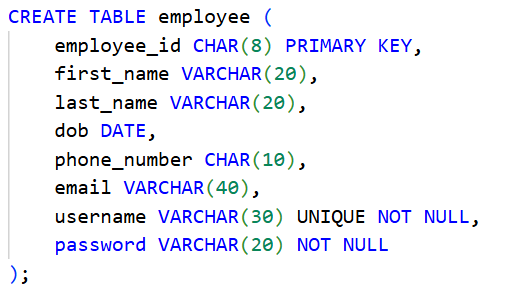 CREATE TABLE employee (
employee_id CHAR(8) PRIMARY KEY,
first_name VARCHAR(20),
last_name VARCHAR(20),
dob DATE,
phone_number CHAR(10),
email VARCHAR(40),
username VARCHAR(30) UNIQUE NOT NULL,
password VARCHAR(20) NOT NULL
);